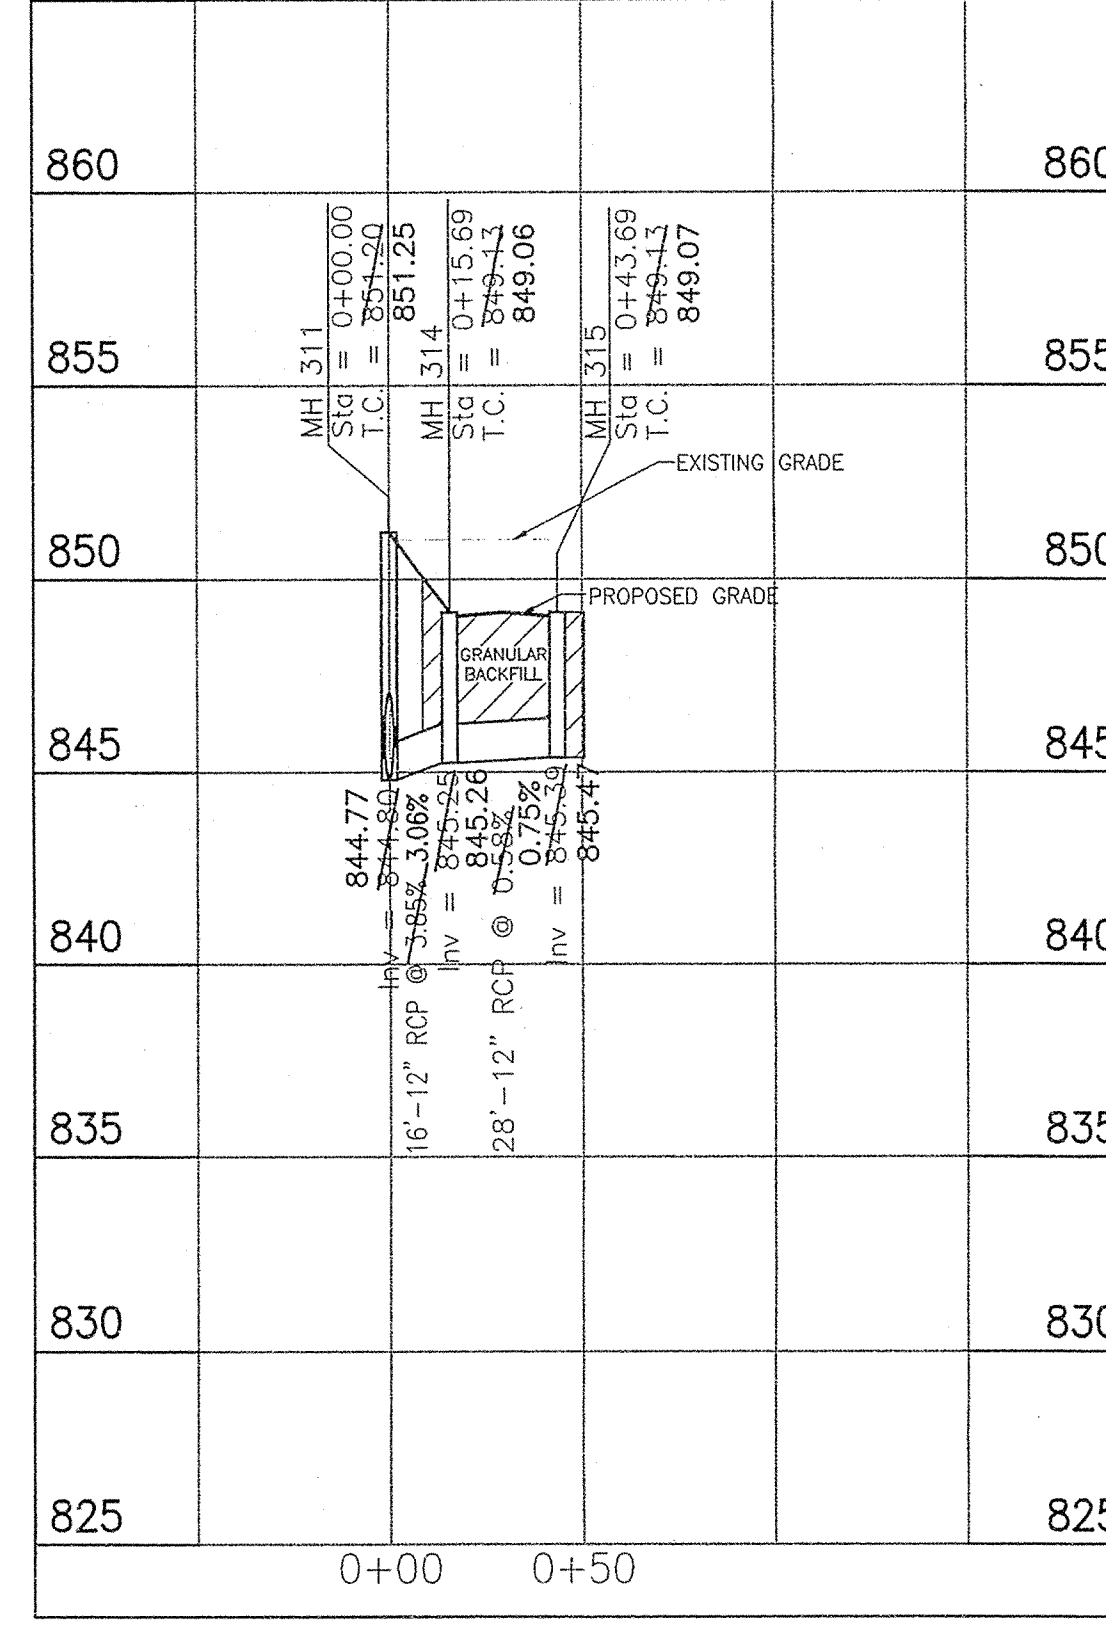 860
860
MH 311
Sta = 0+00.00
T.C. = 851.20
851.25
MH 314
Sta = 0+15.69
T.C. = 849.13
849.06
MH 315
Sta = 0+43.69
T.C. = 849.13
849.07
855
855
EXISTING GRADE
850
850
PROPOSED GRADE
GRANULAR
BACKFILL
845
845
844.77
Inv = 844.80
16'-12" RCP @ 3.85% 3.06%
Inv = 845.25
845.26
28'-12" RCP @ 0.58%
0.75%
Inv = 845.39
845.47
840
840
835
835
830
830
825
825
0+00 0+50